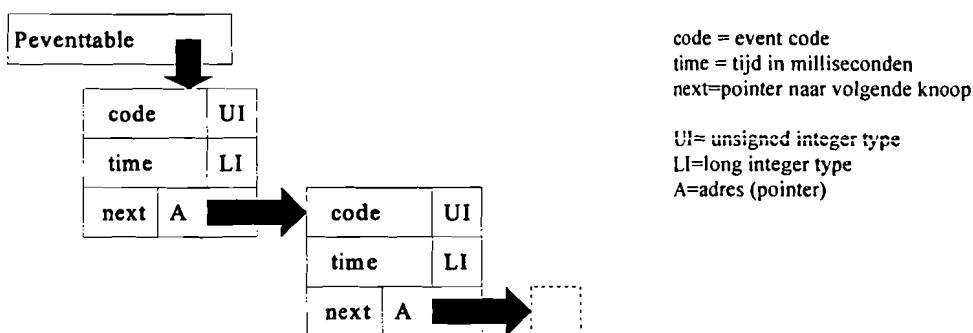 Peventtable
code UI
time LI
next A
code UI
time LI
next A
code = event code
time = tijd in milliseconden
next=pointer naar volgende knoop
UI= unsigned integer type
LI=long integer type
A=adres (pointer)